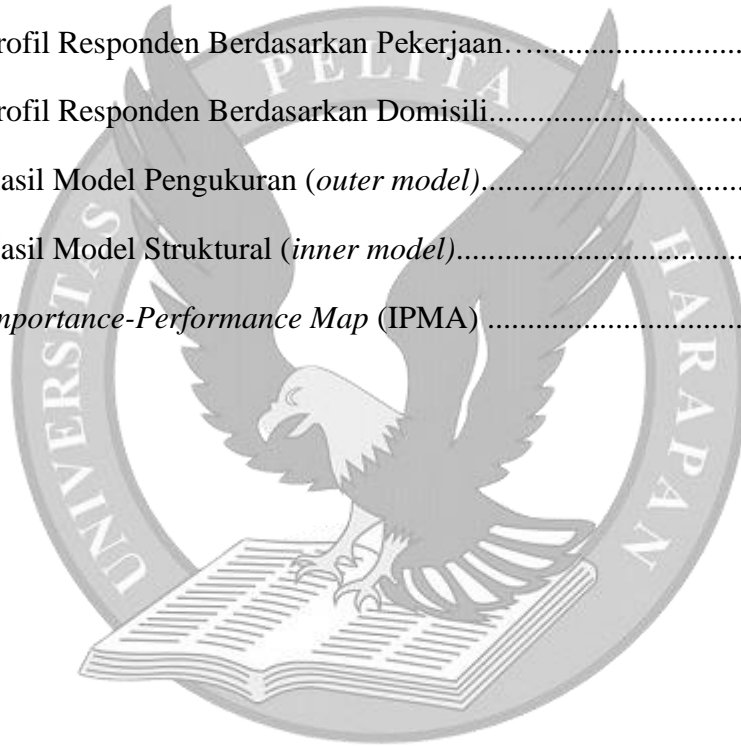 rofil Responden Berdasarkan Pekerjaan…...........................
rofil Responden Berdasarkan Domisili...............................
asil Model Pengukuran (outer model).................................
asil Model Struktural (inner model)....................................
mportance-Performance Map (IPMA) ................................
UNIVERSITAS PELITA HARAPAN